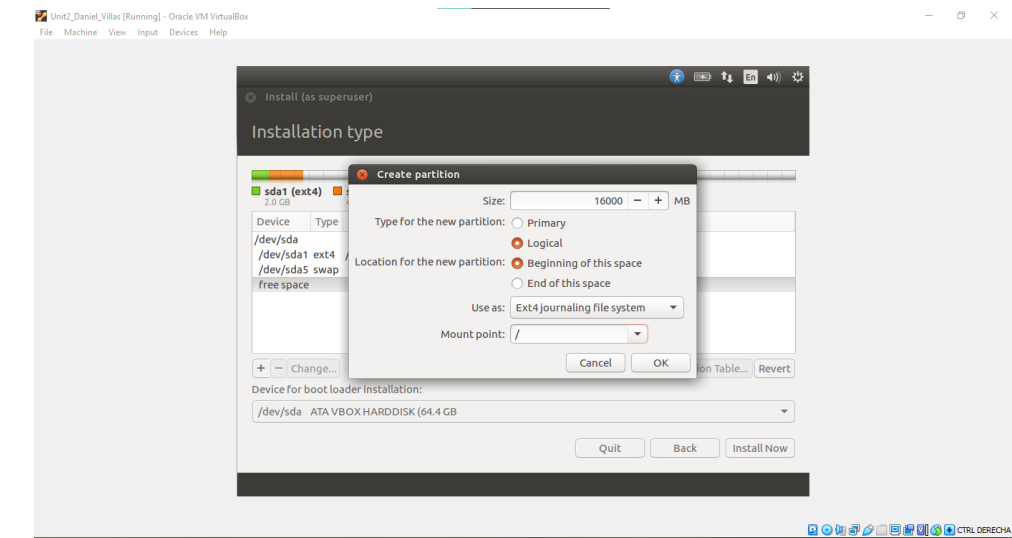 Unit2_Daniel_Villas [Running] - Oracle VM VirtualBox
File Machine View Input Devices Help
En
Install (as superuser)
Installation type
Create partition
sda1 (ext4)
2.0 GB
Size: 16000 − + MB
Device Type
Type for the new partition: Primary
/dev/sda
Logical
/dev/sda1 ext4 /
Location for the new partition: Beginning of this space
/dev/sda5 swap
End of this space
free space
Use as: Ext4 journaling file system
Mount point: /
Cancel OK
+ − Change... Table... Revert
Device for boot loader installation:
/dev/sda ATA VBOX HARDDISK (64.4 GB
Quit Back Install Now
CTRL DERECHA